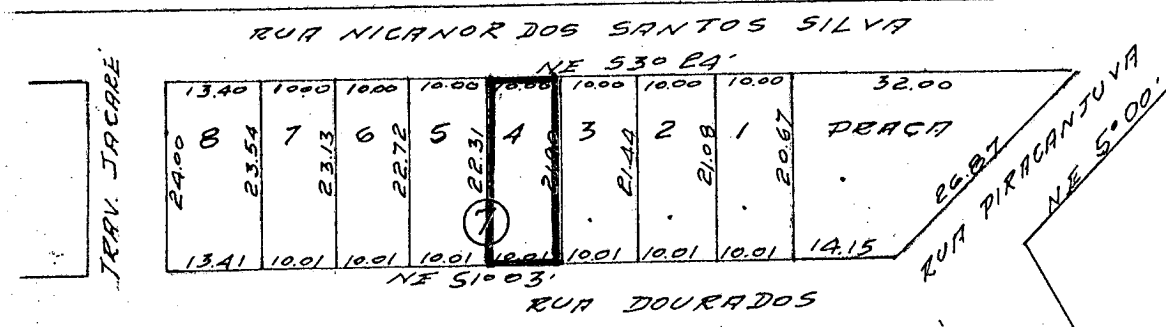 RUA NICANOR DOS SANTOS SILVA
NE 53º 24'
13.40 10.00 10.00 10.00 10.00 10.00 10.00 10.00 32.00
TRAV. JACARÉ
24.00 8 23.54 7 23.13 6 22.72 5 22.31 4 3 21.44 2 21.08 1 20.67 PRAÇA
7
26.87
RUA PIRACANJUVA
NE 5º00'
13.41 10.01 10.01 10.01 10.01 10.01 10.01 10.01 14.15
NE 51º 03'
RUA DOURADOS